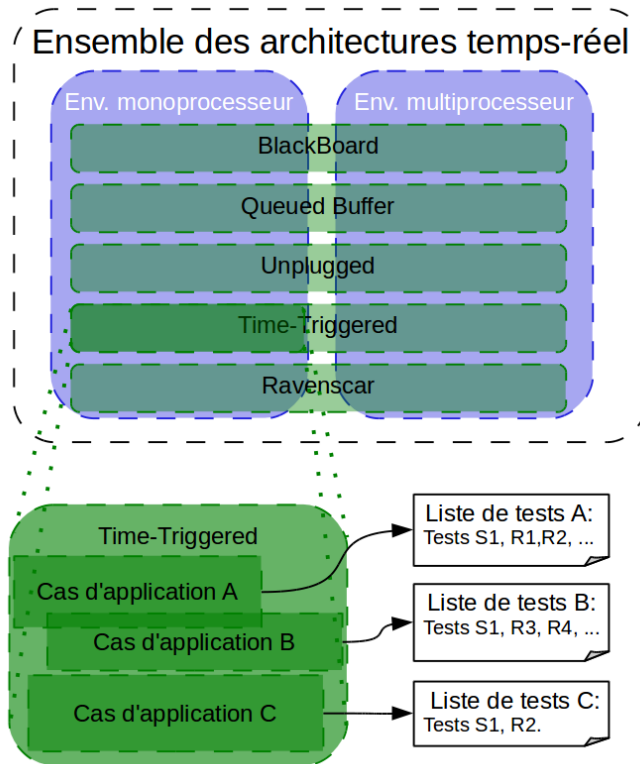 Ensemble des architectures temps-réel
Env. monoprocesseur
Env. multiprocesseur
BlackBoard
Queued Buffer
Unplugged
Time-Triggered
Ravenscar
Time-Triggered
Cas d'application A
Cas d'application B
Cas d'application C
Liste de tests A:
Tests S1, R1,R2, ...
Liste de tests B:
Tests S1, R3, R4, ...
Liste de tests C:
Tests S1, R2.